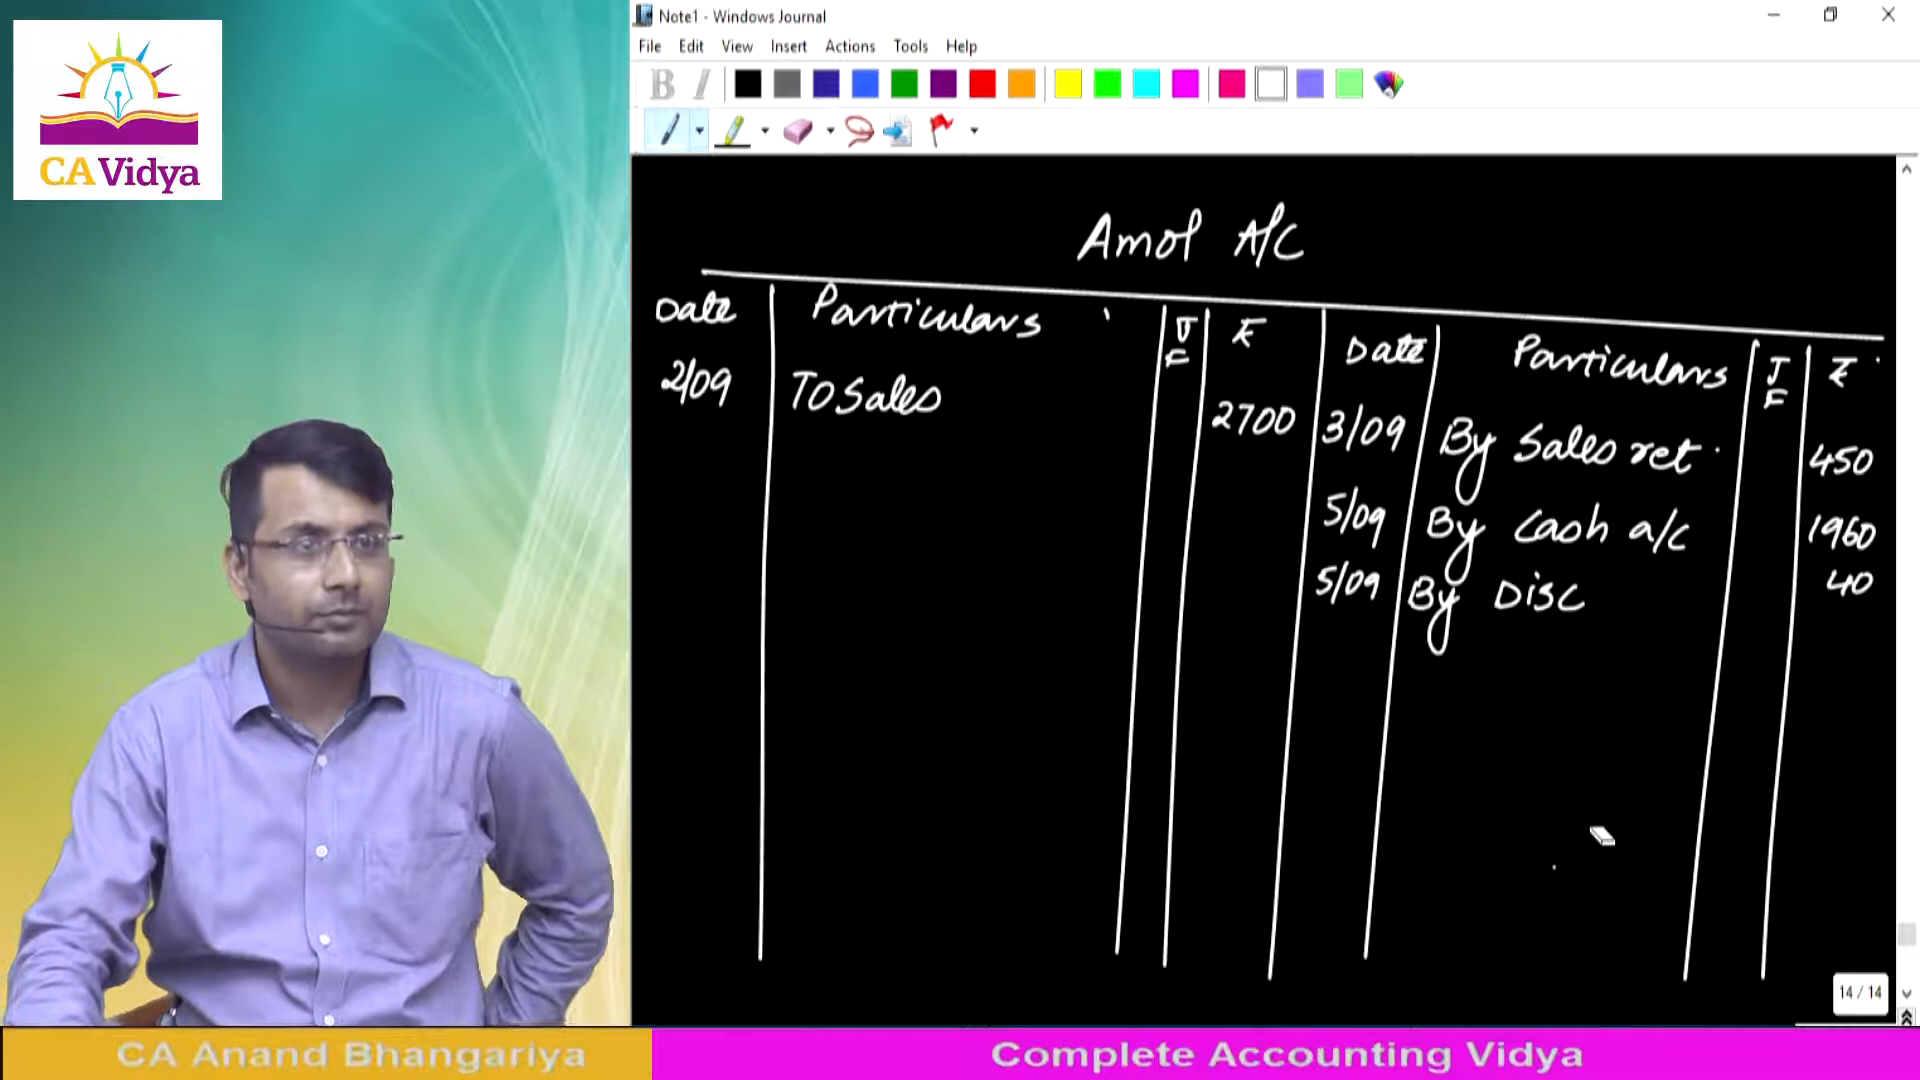 CA Vidya
Note1 - Windows Journal
File Edit View Insert Actions Tools Help
B I
Amol A/C
Date Particulars J F ₹ Date Particulars J F ₹
2/09 To Sales 2700 3/09 By Sales ret. 450
5/09 By Cash a/c 1960
5/09 By Disc 40
14 / 14
CA Anand Bhangariya
Complete Accounting Vidya